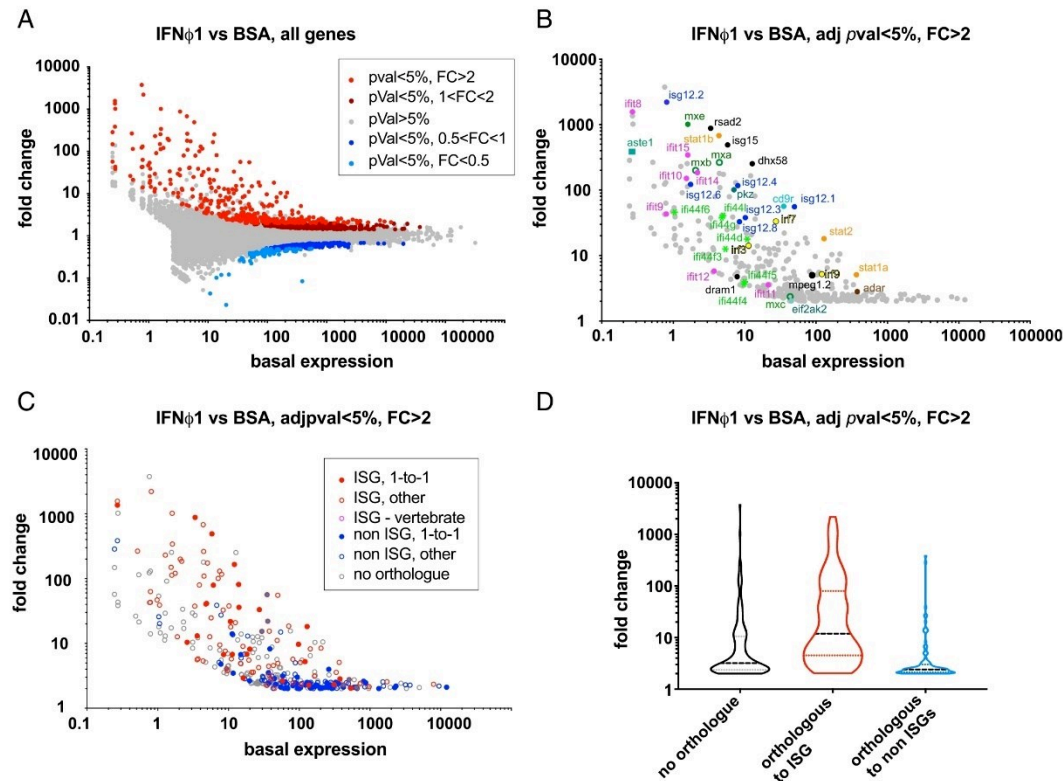 A
IFNϕ1 vs BSA, all genes
fold change
10000
1000
100
10
1
0.1
0.01
0.1
1
10
100
1000
10000
100000
basal expression
pval<5%, FC>2
pVal<5%, 1<FC<2
pVal>5%
pVal<5%, 0.5<FC<1
pVal<5%, FC<0.5
B
IFNϕ1 vs BSA, adj pval<5%, FC>2
fold change
10000
1000
100
10
1
0.1
1
10
100
1000
10000
100000
basal expression
ifit8
isg12.2
mxe
rsad2
stat1b
isg15
aste1
ifit15
mxa
dhx58
mxb
ifit10
ifit14
isg12.4
isg12.6
pkz
cd9r
isg12.1
ifit9
ifi44f6
ifi44l
isg12.3
irf7
ifi44g
isg12.8
ifi44d
stat2
ifi44f3
irf3
ifit12
ifi44f5
irf9
stat1a
dram1
mpeg1.2
adar
ifit11
ifi44f4
mxc
eif2ak2
C
IFNϕ1 vs BSA, adjpval<5%, FC>2
fold change
10000
1000
100
10
1
0.1
1
10
100
1000
10000
100000
basal expression
ISG, 1-to-1
ISG, other
ISG - vertebrate
non ISG, 1-to-1
non ISG, other
no orthologue
D
IFNϕ1 vs BSA, adj pval<5%, FC>2
fold change
10000
1000
100
10
1
no orthologue
orthologous
to ISG
orthologous
to non ISGs